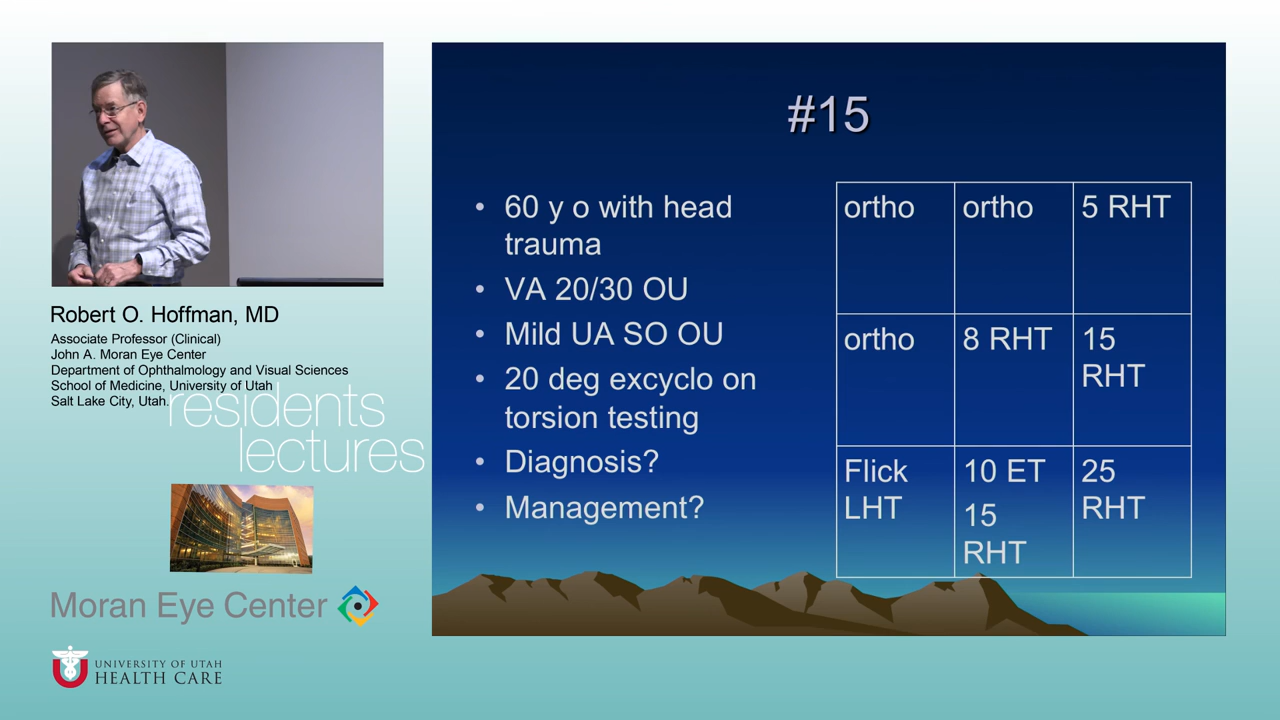 #15
• 60 y o with head
trauma
• VA 20/30 OU
• Mild UA SO OU
• 20 deg excyclo on
torsion testing
• Diagnosis?
• Management?
ortho ortho 5 RHT
ortho 8 RHT 15
RHT
Flick
LHT
10 ET
15
RHT
25
RHT
Robert O. Hoffman, MD
Associate Professor (Clinical)
John A. Moran Eye Center
Department of Ophthalmology and Visual Sciences
School of Medicine, University of Utah
Salt Lake City, Utah.
residents
lectures
Moran Eye Center
UNIVERSITY OF UTAH
HEALTH CARE